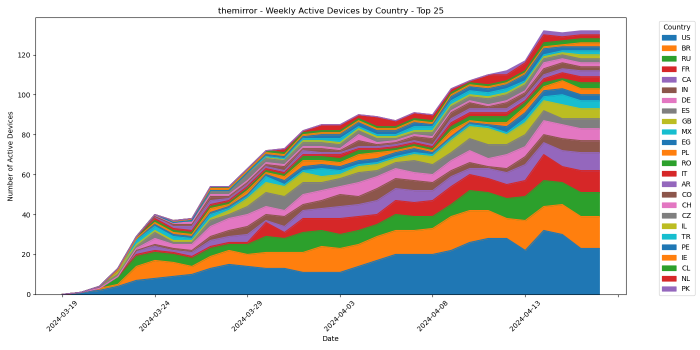 themirror - Weekly Active Devices by Country - Top 25
Number of Active Devices
120
100
80
60
40
20
0
2024-03-19
2024-03-24
2024-03-29
2024-04-03
2024-04-08
2024-04-13
Date
Country
US
BR
RU
FR
CA
IN
DE
ES
GB
MX
EG
PL
RO
IT
AR
CO
CH
CZ
IL
TR
PE
IE
CL
NL
PK